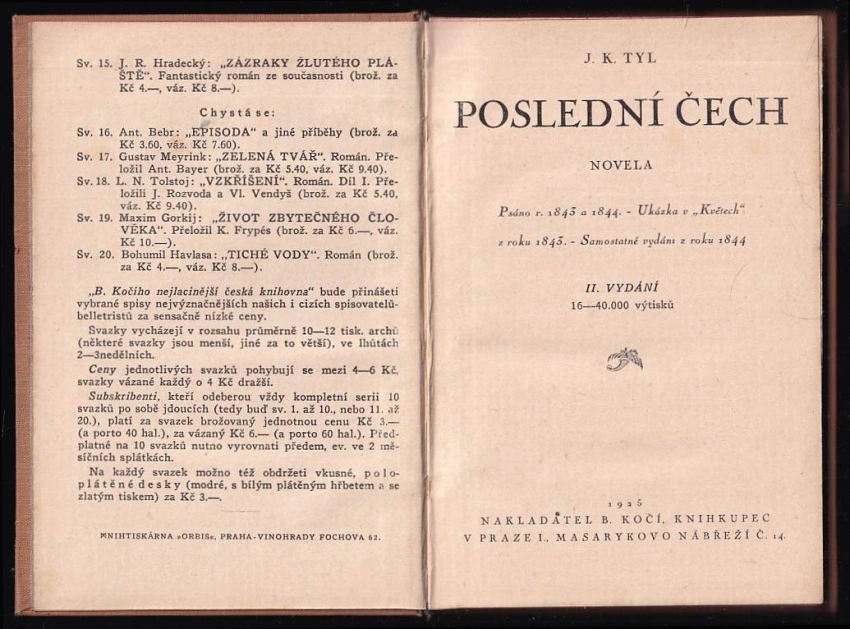 Sv. 15. J. R. Hradecký: „ZÁZRAKY ŽLUTÉHO PLÁ-
ŠTĚ“. Fantastický román ze současnosti (brož. za
Kč 4.—, váz. Kč 8.—).
Chystá se:
Sv. 16. Ant. Bebr: „EPISODA“ a jiné příběhy (brož. za
Kč 3.60, váz. Kč 7.60).
Sv. 17. Gustav Meyrink: „ZELENÁ TVÁŘ“. Román. Pře-
ložil Ant. Bayer (brož. za Kč 5.40, váz. Kč 9.40).
Sv. 18. L. N. Tolstoj: „VZKŘÍŠENÍ“. Román. Díl I. Pře-
ložili J. Rozvoda a Vl. Vendyš (brož. za Kč 5.40,
váz. Kč 9.40).
Sv. 19. Maxim Gorkij: „ŽIVOT ZBYTEČNÉHO ČLO-
VĚKA“. Přeložil K. Frypés (brož. za Kč 6.—, váz.
Kč 10.—).
Sv. 20. Bohumil Havlasa: „TICHÉ VODY“. Román (brož.
za Kč 4.—, váz. Kč 8.—).
„B. Kočího nejlacinější česká knihovna“ bude přinášeti
vybrané spisy nejvýznačnějších našich i cizích spisovatelů-
belletristů za sensačně nízké ceny.
Svazky vycházejí v rozsahu průměrně 10—12 tisk. archů
(některé svazky jsou menší, jiné za to větší), ve lhůtách
2—3nedělních.
Ceny jednotlivých svazků pohybují se mezi 4—6 Kč,
svazky vázané každý o 4 Kč dražší.
Subskribenti, kteří odeberou vždy kompletní serii 10
svazků po sobě jdoucích (tedy buď sv. 1. až 10., nebo 11. až
20.), platí za svazek brožovaný jednotnou cenu Kč 3.—
(a porto 40 hal.), za vázaný Kč 6.— (a porto 60 hal.). Před-
platné na 10 svazků nutno vyrovnati předem, ev. ve 2 mě-
síčních splátkách.
Na každý svazek možno též obdržeti vkusné, polo-
plátěné desky (modré, s bílým plátěným hřbetem a se
zlatým tiskem) za Kč 3.—.
KNIHTISKÁRNA »ORBIS«, PRAHA-VINOHRADY FOCHOVA 62.
J. K. TYL
POSLEDNÍ ČECH
NOVELA
Psáno r. 1843 a 1844. - Ukázka v „Květech“
z roku 1843. - Samostatné vydání z roku 1844
II. VYDÁNÍ
16—40.000 výtisků
1925
NAKLADATEL B. KOČÍ, KNIHKUPEC
V PRAZE I., MASARYKOVO NÁBŘEŽÍ Č. 14.